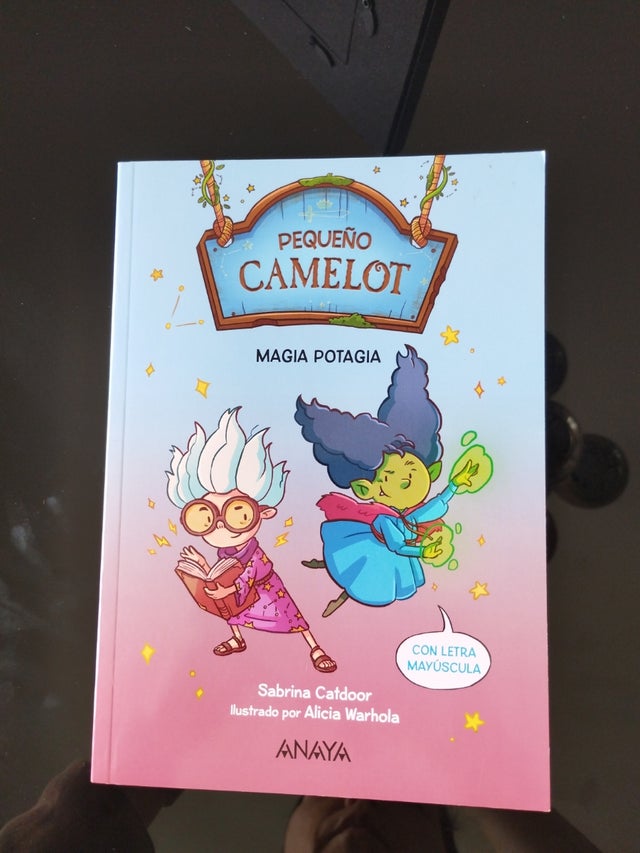 PEQUEÑO
CAMELOT
MAGIA POTAGIA
CON LETRA
MAYÚSCULA
Sabrina Catdoor
Ilustrado por Alicia Warhola
ANAYA